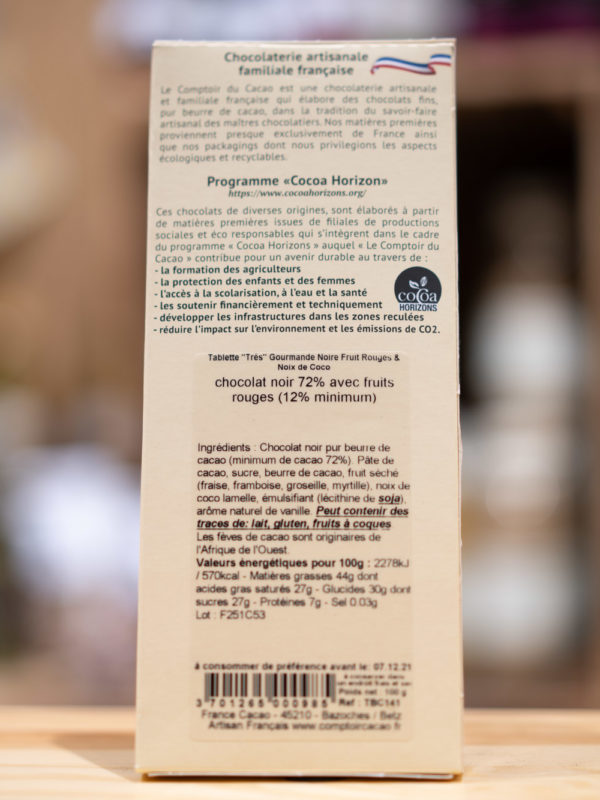 Chocolaterie artisanale
familiale française
Le Comptoir du Cacao est une chocolaterie artisanale
et familiale française qui élabore des chocolats fins,
pur beurre de cacao, dans la tradition du savoir-faire
artisanal des maîtres chocolatiers. Nos matières premières
proviennent presque exclusivement de France ainsi
que nos packagings dont nous privilegions les aspects
écologiques et recyclables.
Programme «Cocoa Horizon»
https://www.cocoahorizons.org/
Ces chocolats de diverses origines, sont élaborés à partir
de matières premières issues de filiales de productions
sociales et éco responsables qui s'intègrent dans le cadre
du programme « Cocoa Horizons » auquel « Le Comptoir du
Cacao » contribue pour un avenir durable au travers de :
- la formation des agriculteurs
- la protection des enfants et des femmes
- l'accès à la scolarisation, à l'eau et la santé
- les soutenir financièrement et techniquement
- développer les infrastructures dans les zones reculées
- réduire l'impact sur l'environnement et les émissions de CO2.
cocoa
HORIZONS
Tablette "Très" Gourmande Noire Fruit Rouges &
Noix de Coco
chocolat noir 72% avec fruits
rouges (12% minimum)
Ingrédients : Chocolat noir pur beurre de
cacao (minimum de cacao 72%). Pâte de
cacao, sucre, beurre de cacao, fruit séché
(fraise, framboise, groseille, myrtille), noix de
coco lamelle, émulsifiant (lécithine de soja)
arôme naturel de vanille. Peut contenir des
traces de: lait, gluten, fruits à coques
Les fèves de cacao sont originaires de
l'Afrique de l'Ouest.
Valeurs énergétiques pour 100g : 2278kJ
/ 570kcal - Matières grasses 44g dont
acides gras saturés 27g - Glucides 30g dont
sucres 27g - Protéines 7g - Sel 0.03g
Lot : F251C53
à consommer de préférence avant le: 07.12.21
à conserver dans
un endroit frais et sec
Poids net : 100 g
Ref : TBC141
3 701265 000985
France Cacao - 45210 - Bazoches / Betz
Artisan Français www.comptoircacao.fr